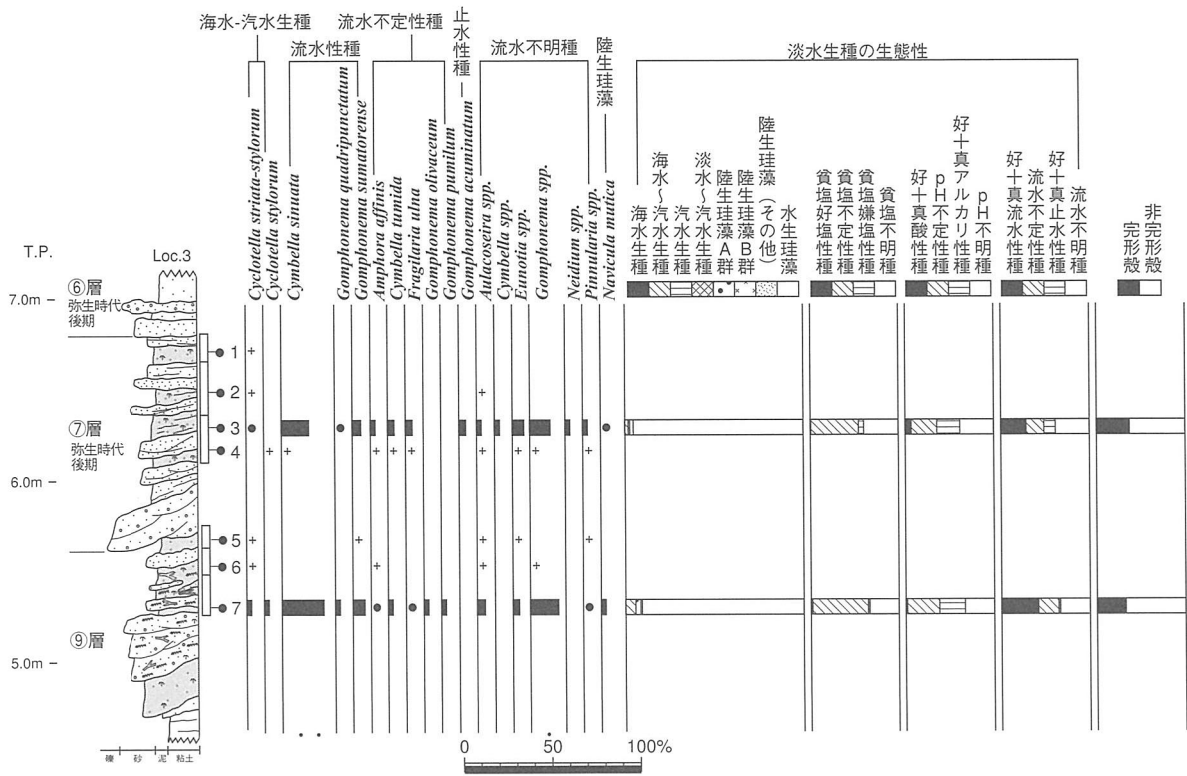 海水-汽水生種
流水性種
流水不定性種
止水性種
流水不明種
陸生珪藻
淡水生種の生態性
Cyclotella striata-stylorum
Cyclotella stylorum
Cymbella sinuata
Gomphonema quadripunctatum
Gomphonema sumatorense
Amphora affinis
Cymbella tumida
Fragilaria ulna
Gomphonema olivaceum
Gomphonema pumilum
Gomphonema acuminatum
Aulacoseira spp.
Cymbella spp.
Eunotia spp.
Gomphonema spp.
Neidium spp.
Pinnularia spp.
Navicula mutica
海水生種
海水〜汽水生種
汽水生種
淡水〜汽水生種
陸生珪藻A群
陸生珪藻B群
陸生珪藻(その他)
水生珪藻
貧塩好塩性種
貧塩不定性種
貧塩嫌塩性種
貧塩不明種
好+真酸性種
pH不定性種
好+真アルカリ性種
pH不明種
好+真流水性種
流水不定性種
好+真止水性種
流水不明種
完形殻
非完形殻
T.P.
Loc.3
7.0m
⑥層
弥生時代
後期
1 +
2 + +
3
⑦層
弥生時代
後期
4 + + + + + + + + +
6.0m
5 + + + + +
6 + + + +
7
⑨層
5.0m
礫 砂 泥 粘土
0 50 100%